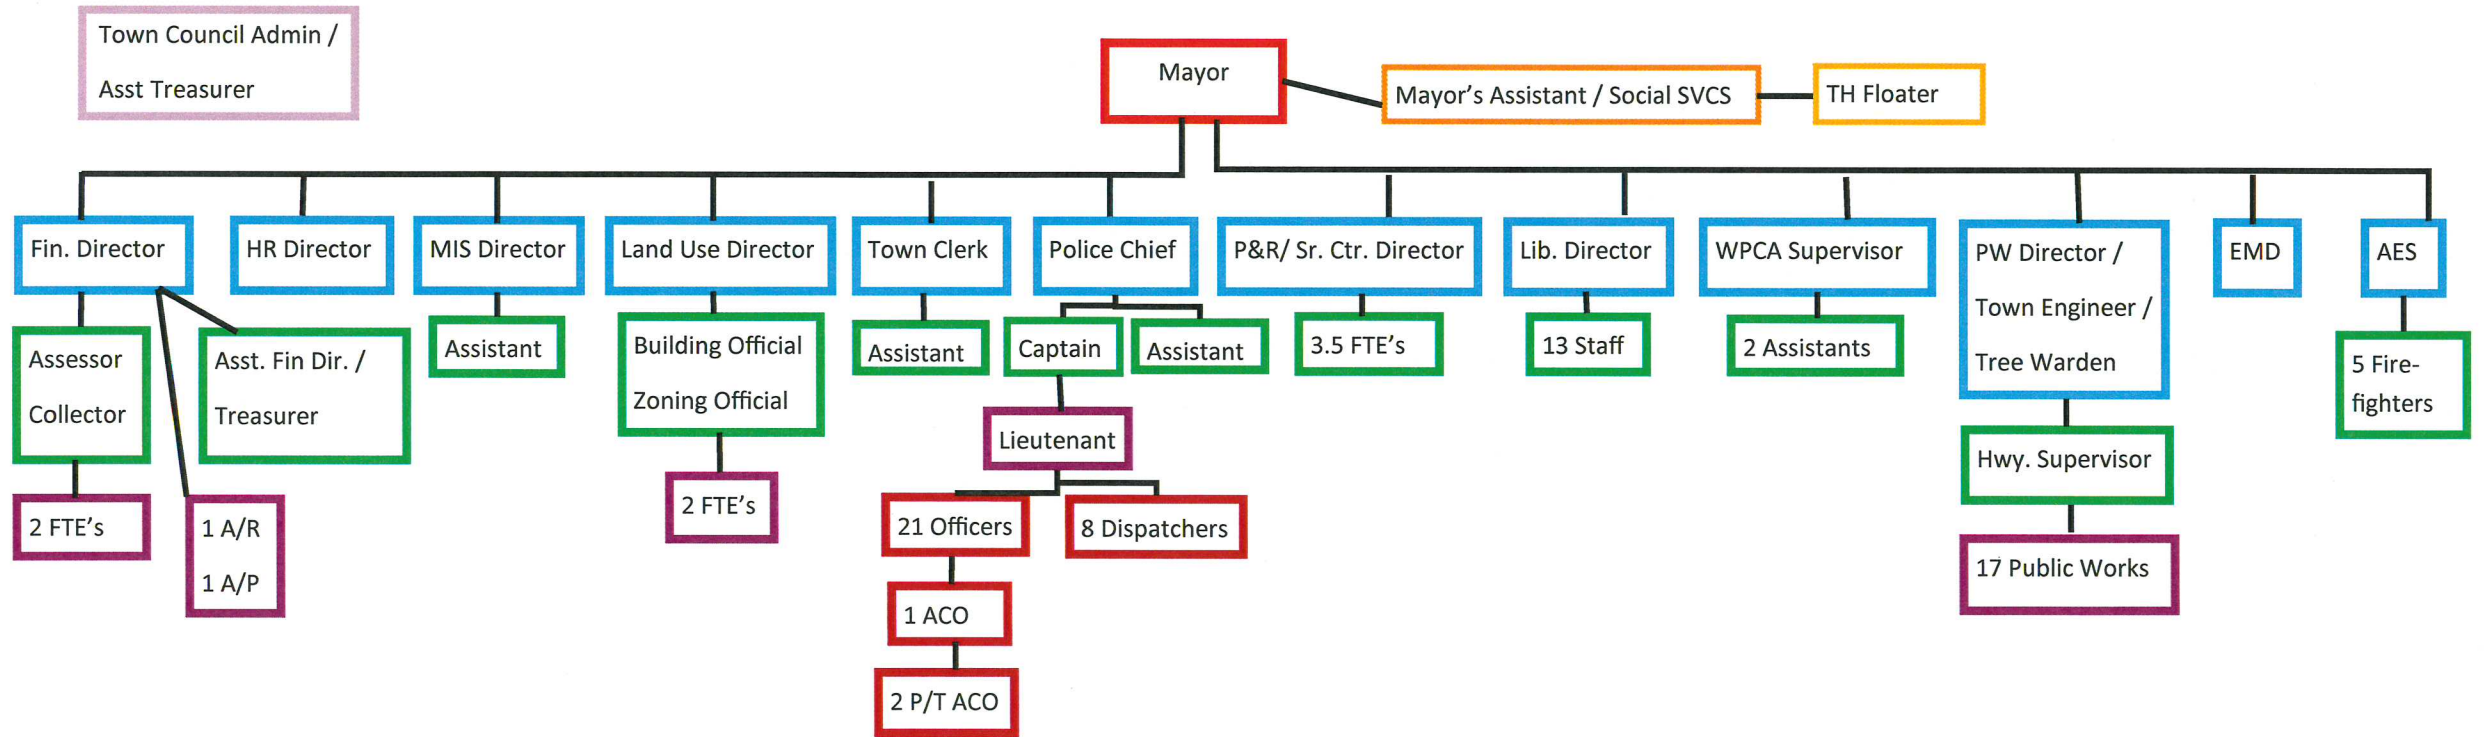 Town Council Admin /
Asst Treasurer
Mayor
Mayor's Assistant / Social SVCS
TH Floater
Fin. Director
HR Director
MIS Director
Land Use Director
Town Clerk
Police Chief
P&R/ Sr. Ctr. Director
Lib. Director
WPCA Supervisor
PW Director /
Town Engineer /
Tree Warden
EMD
AES
Assessor
Collector
Asst. Fin Dir. /
Treasurer
Assistant
Building Official
Zoning Official
Assistant
Captain
Assistant
3.5 FTE's
13 Staff
2 Assistants
5 Fire-
fighters
Lieutenant
Hwy. Supervisor
2 FTE's
1 A/R
1 A/P
2 FTE's
21 Officers
8 Dispatchers
17 Public Works
1 ACO
2 P/T ACO